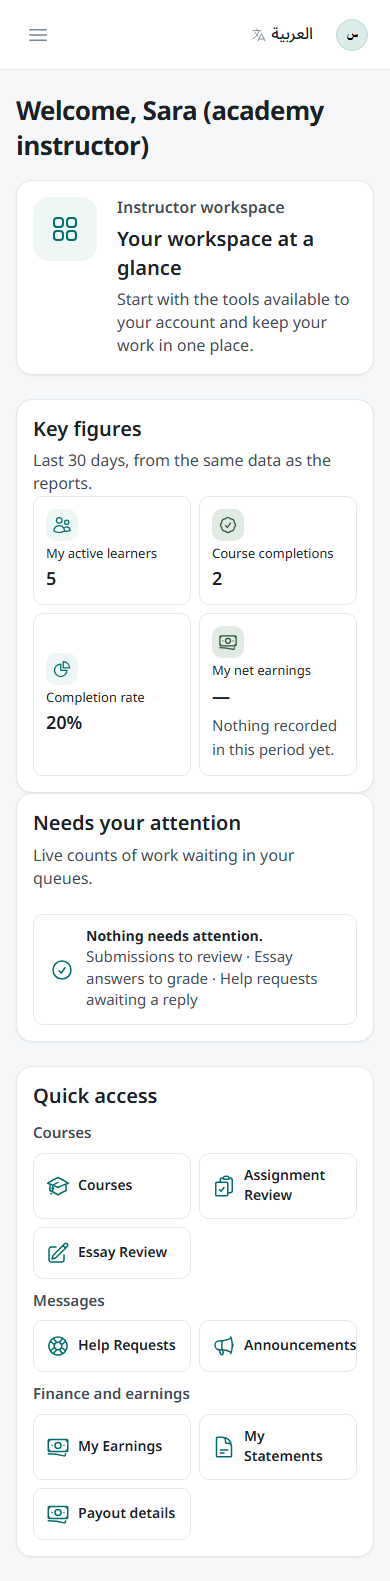 العربية
س
Welcome, Sara (academy
instructor)
Instructor workspace
Your workspace at a
glance
Start with the tools available to
your account and keep your
work in one place.
Key figures
Last 30 days, from the same data as the
reports.
My active learners
5
Course completions
2
Completion rate
20%
My net earnings
—
Nothing recorded
in this period yet.
Needs your attention
Live counts of work waiting in your
queues.
Nothing needs attention.
Submissions to review · Essay
answers to grade · Help requests
awaiting a reply
Quick access
Courses
Courses
Assignment
Review
Essay Review
Messages
Help Requests
Announcements
Finance and earnings
My Earnings
My
Statements
Payout details